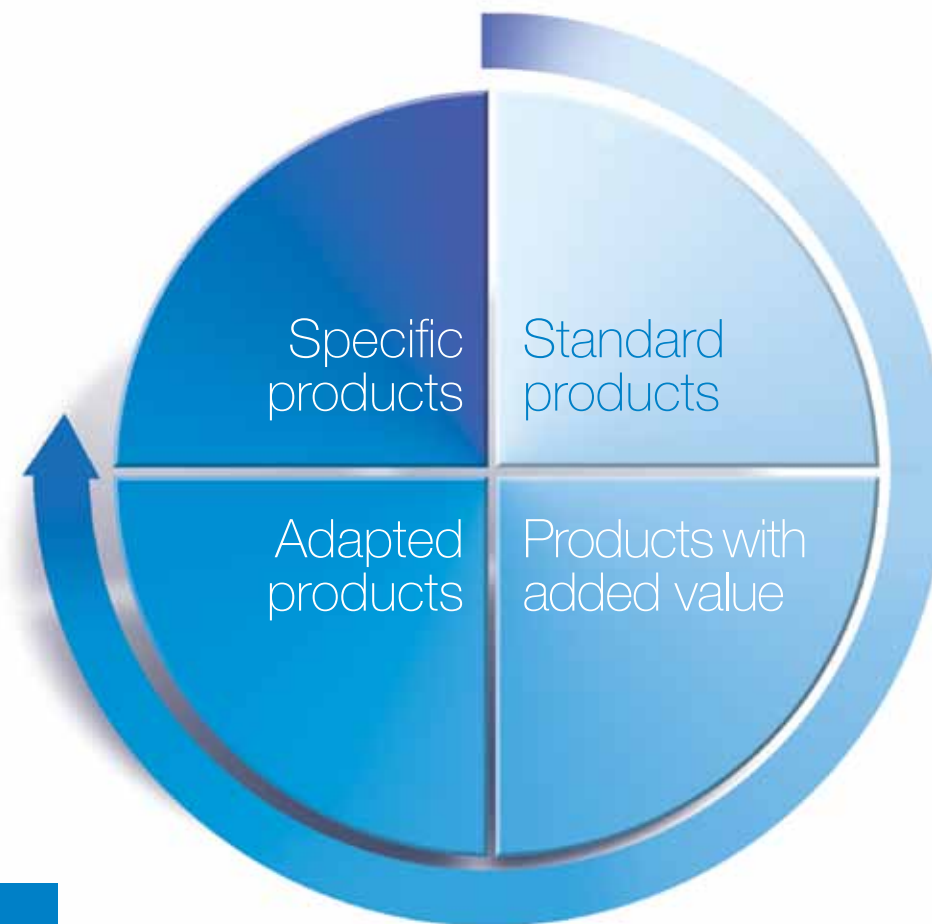 Specific
products
Standard
products
Adapted
products
Products with
added value